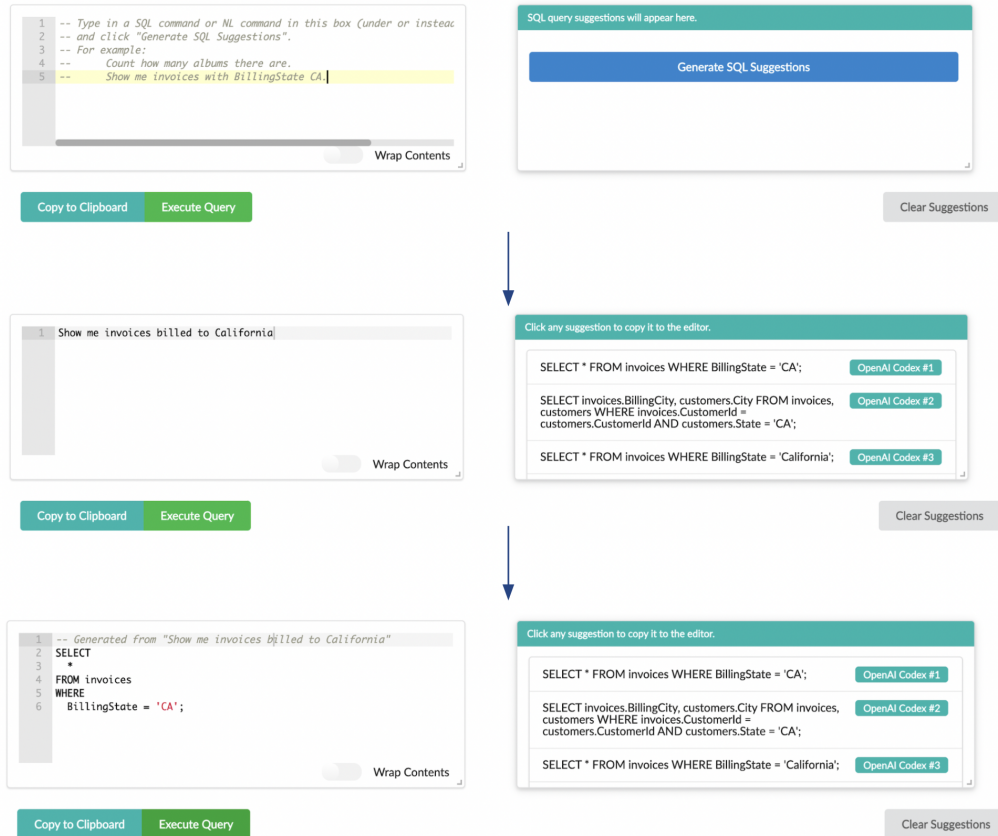 1 -- Type in a SQL command or NL command in this box (under or instead
2 -- and click "Generate SQL Suggestions".
3 -- For example:
4 --      Count how many albums there are.
5 --      Show me invoices with BillingState CA.
Wrap Contents
Copy to Clipboard
Execute Query
SQL query suggestions will appear here.
Generate SQL Suggestions
Clear Suggestions
1 Show me invoices billed to California
Wrap Contents
Copy to Clipboard
Execute Query
Click any suggestion to copy it to the editor.
SELECT * FROM invoices WHERE BillingState = 'CA'; OpenAI Codex #1
SELECT invoices.BillingCity, customers.City FROM invoices, OpenAI Codex #2
customers WHERE invoices.CustomerId =
customers.CustomerId AND customers.State = 'CA';
SELECT * FROM invoices WHERE BillingState = 'California'; OpenAI Codex #3
Clear Suggestions
1 -- Generated from "Show me invoices billed to California"
2 SELECT
3   *
4 FROM invoices
5 WHERE
6   BillingState = 'CA';
Wrap Contents
Copy to Clipboard
Execute Query
Click any suggestion to copy it to the editor.
SELECT * FROM invoices WHERE BillingState = 'CA'; OpenAI Codex #1
SELECT invoices.BillingCity, customers.City FROM invoices, OpenAI Codex #2
customers WHERE invoices.CustomerId =
customers.CustomerId AND customers.State = 'CA';
SELECT * FROM invoices WHERE BillingState = 'California'; OpenAI Codex #3
Clear Suggestions